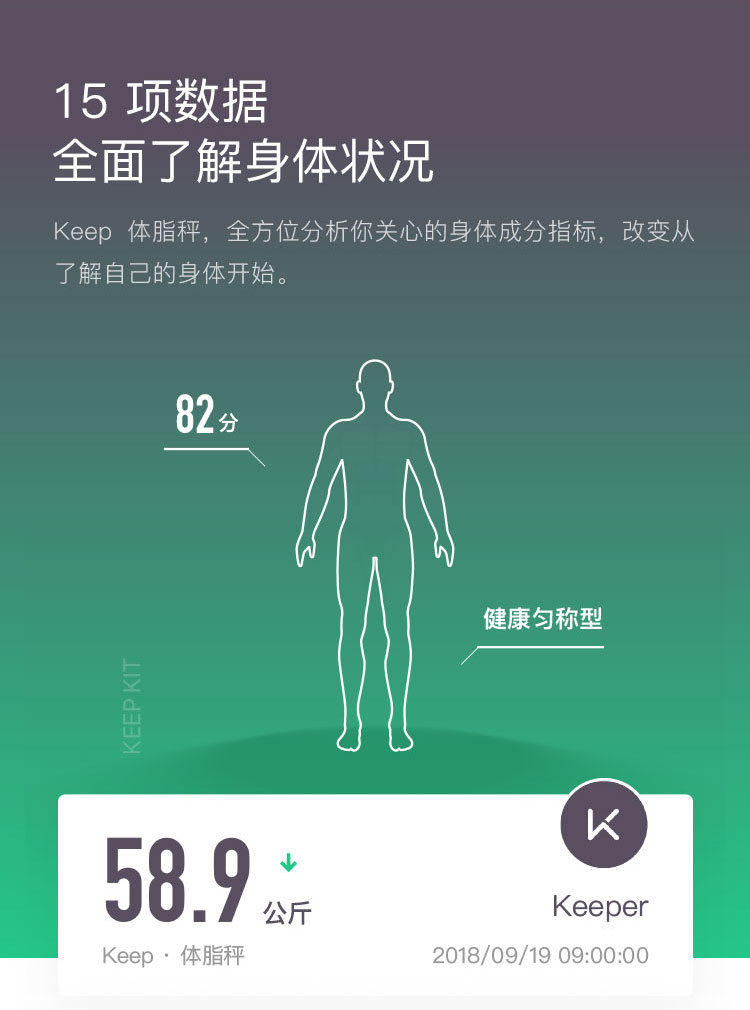 15 项数据
全面了解身体状况
Keep 体脂秤，全方位分析你关心的身体成分指标，改变从
了解自己的身体开始。
82分
健康匀称型
KEEP KIT
58.9 公斤
Keeper
Keep · 体脂秤
2018/09/19 09:00:00